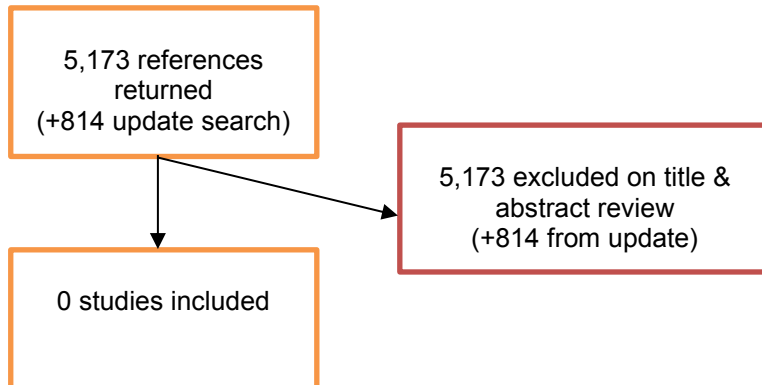 5,173 references
returned
(+814 update search)
5,173 excluded on title &
abstract review
(+814 from update)
0 studies included